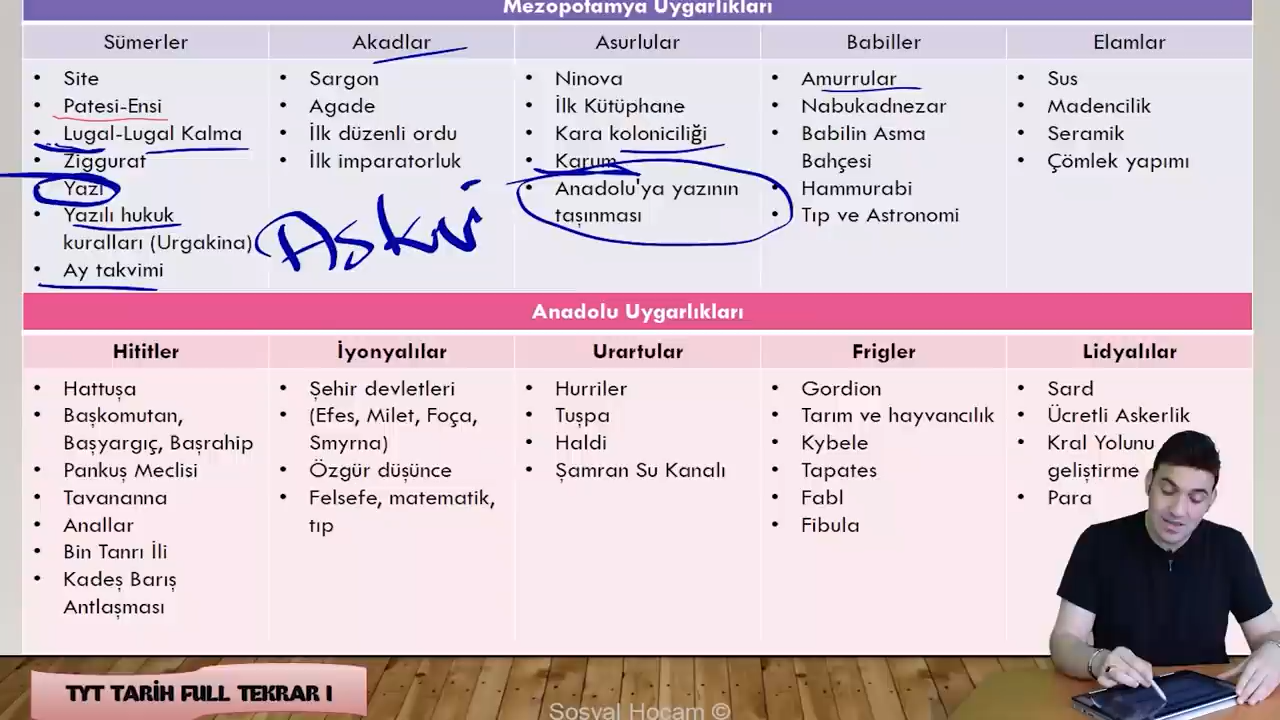 Mezopotamya Uygarlıkları
Sümerler
• Site
• Patesi-Ensi
• Lugal-Lugal Kalma
• Ziggurat
• Yazı
• Yazılı hukuk
kuralları (Urgakina)
• Ay takvimi
Akadlar
• Sargon
• Agade
• İlk düzenli ordu
• İlk imparatorluk
Askeri
Asurlular
• Ninova
• İlk Kütüphane
• Kara koloniciliği
• Karum
• Anadolu'ya yazının
taşınması
Babiller
• Amurrular
• Nabukadnezar
• Babilin Asma
Bahçesi
• Hammurabi
• Tıp ve Astronomi
Elamlar
• Sus
• Madencilik
• Seramik
• Çömlek yapımı
Anadolu Uygarlıkları
Hititler
• Hattuşa
• Başkomutan,
Başyargıç, Başrahip
• Pankuş Meclisi
• Tavananna
• Anallar
• Bin Tanrı İli
• Kadeş Barış
Antlaşması
İyonyalılar
• Şehir devletleri
• (Efes, Milet, Foça,
Smyrna)
• Özgür düşünce
• Felsefe, matematik,
tıp
Urartular
• Hurriler
• Tuşpa
• Haldi
• Şamran Su Kanalı
Frigler
• Gordion
• Tarım ve hayvancılık
• Kybele
• Tapates
• Fabl
• Fibula
Lidyalılar
• Sard
• Ücretli Askerlik
• Kral Yolunu
geliştirme
• Para
TYT TARİH FULL TEKRAR I
Sosyal Hocam ©